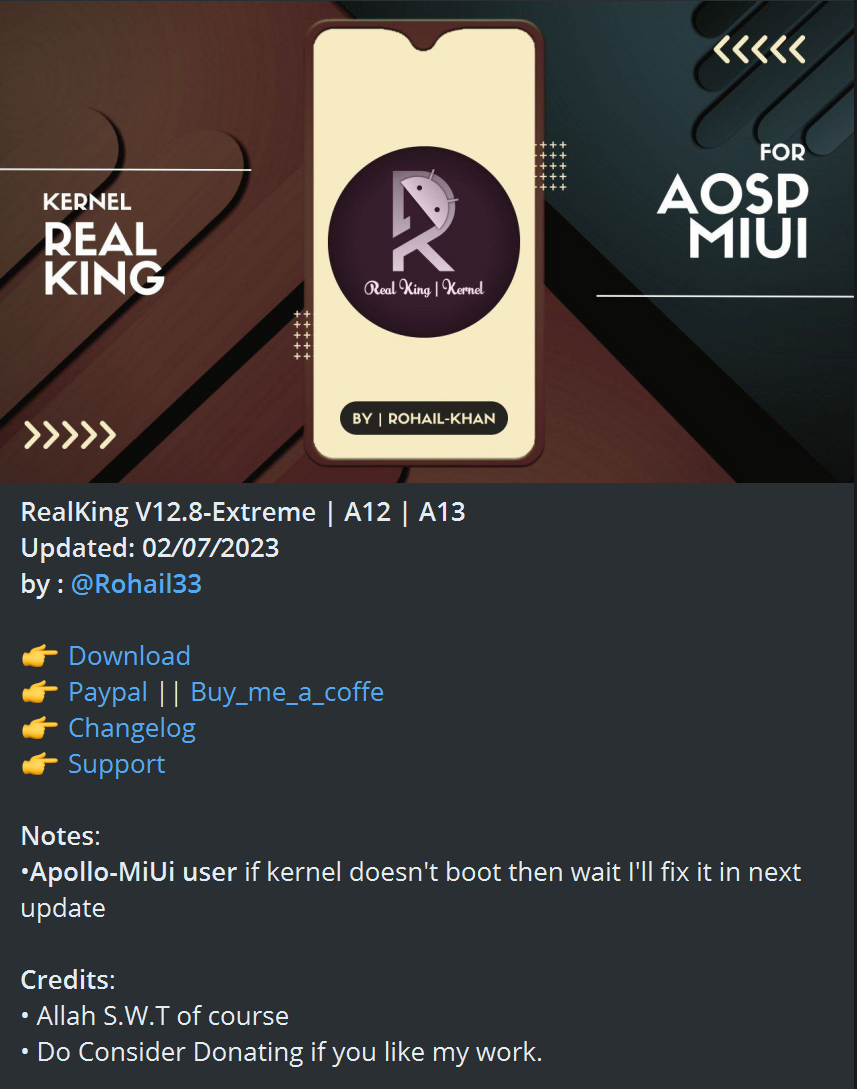 KERNEL
REAL
KING
Real King | Kernel
BY | ROHAIL-KHAN
FOR
AOSP
MIUI
RealKing V12.8-Extreme | A12 | A13
Updated: 02/07/2023
by : @Rohail33
👉 Download
👉 Paypal || Buy_me_a_coffe
👉 Changelog
👉 Support
Notes:
•Apollo-MiUi user if kernel doesn't boot then wait I'll fix it in next
update
Credits:
• Allah S.W.T of course
• Do Consider Donating if you like my work.